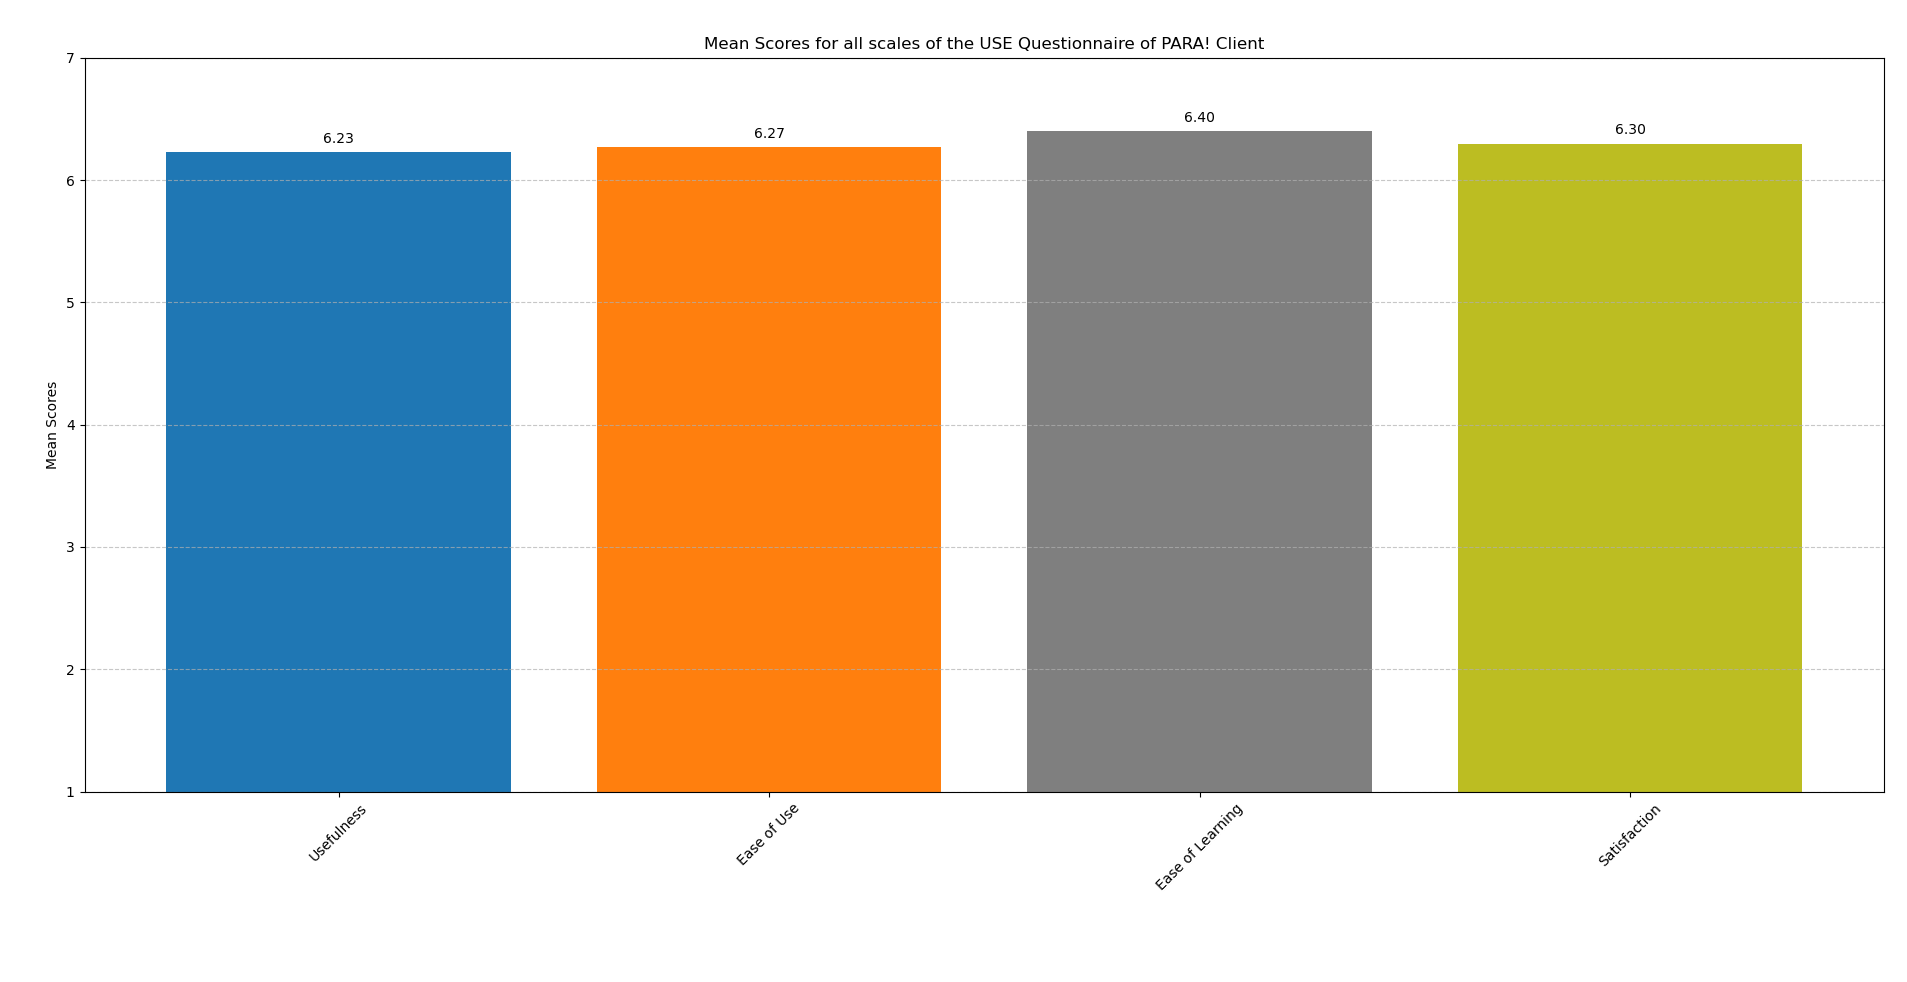 Mean Scores for all scales of the USE Questionnaire of PARA! Client
Mean Scores
7
6
5
4
3
2
1
6.23
6.27
6.40
6.30
Usefulness
Ease of Use
Ease of Learning
Satisfaction